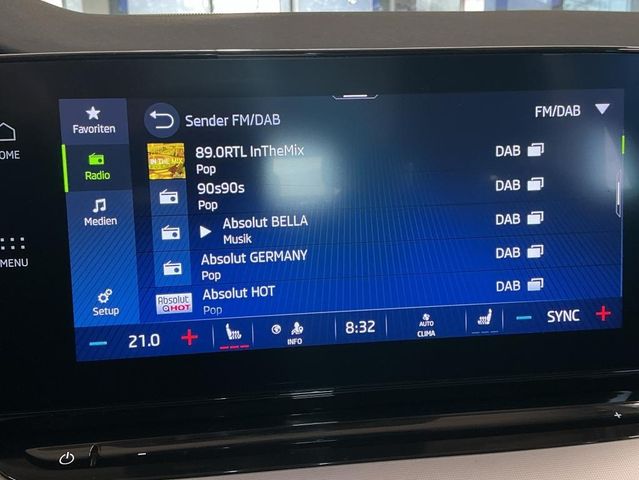 Favoriten
Sender FM/DAB
FM/DAB
OME
Radio
IN THE MIX
89.0RTL InTheMix
DAB
Pop
90s90s
DAB
Pop
Medien
Absolut BELLA
DAB
Musik
MENU
Absolut GERMANY
DAB
Pop
Setup
Absolut
HOT
Absolut HOT
DAB
Pop
21.0
INFO
8:32
AUTO
CLIMA
SYNC